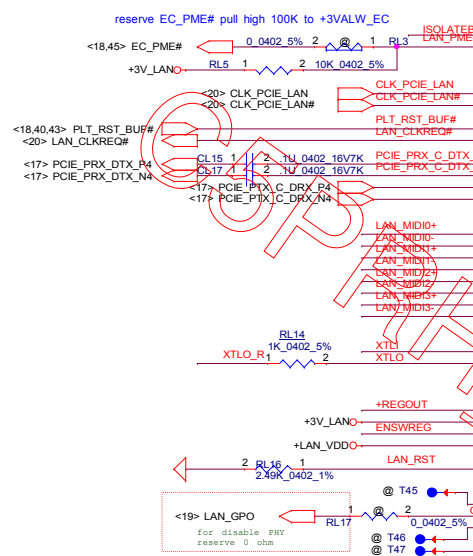 reserve EC_PME# pull high 100K to +3VALW_EC
ISOLATEB
<18,45> EC_PME# 0_0402_5% 2 @ 1 RL3 LAN_PME
+3V_LAN RL5 1 2 10K_0402_5%
<20> CLK_PCIE_LAN CLK_PCIE_LAN
<20> CLK_PCIE_LAN# CLK_PCIE_LAN#
<18,40,43> PLT_RST_BUF# PLT_RST_BUF#
<20> LAN_CLKREQ# LAN_CLKREQ#
<17> PCIE_PRX_DTX_P4 CL15 1 2 .1U_0402_16V7K PCIE_PRX_C_DTX
<17> PCIE_PRX_DTX_N4 CL17 1 2 .1U_0402_16V7K PCIE_PRX_C_DTX
<17> PCIE_PTX_C_DRX_P4
<17> PCIE_PTX_C_DRX_N4
LAN_MIDI0+
LAN_MIDI0-
LAN_MIDI1+
LAN_MIDI1-
LAN_MIDI2+
LAN_MIDI2-
LAN_MIDI3+
LAN_MIDI3-
RL14
1K_0402_5%
XTLI
XTLO_R 1 2 XTLO
+REGOUT
+3V_LAN
ENSWREG
+LAN_VDD
2 RL16 1 LAN_RST
2.49K_0402_1%
@ T45
<19> LAN_GPO 1 @ 2
RL17 0_0402_5%
for disable PHY
reserve 0 ohm
@ T46
@ T47